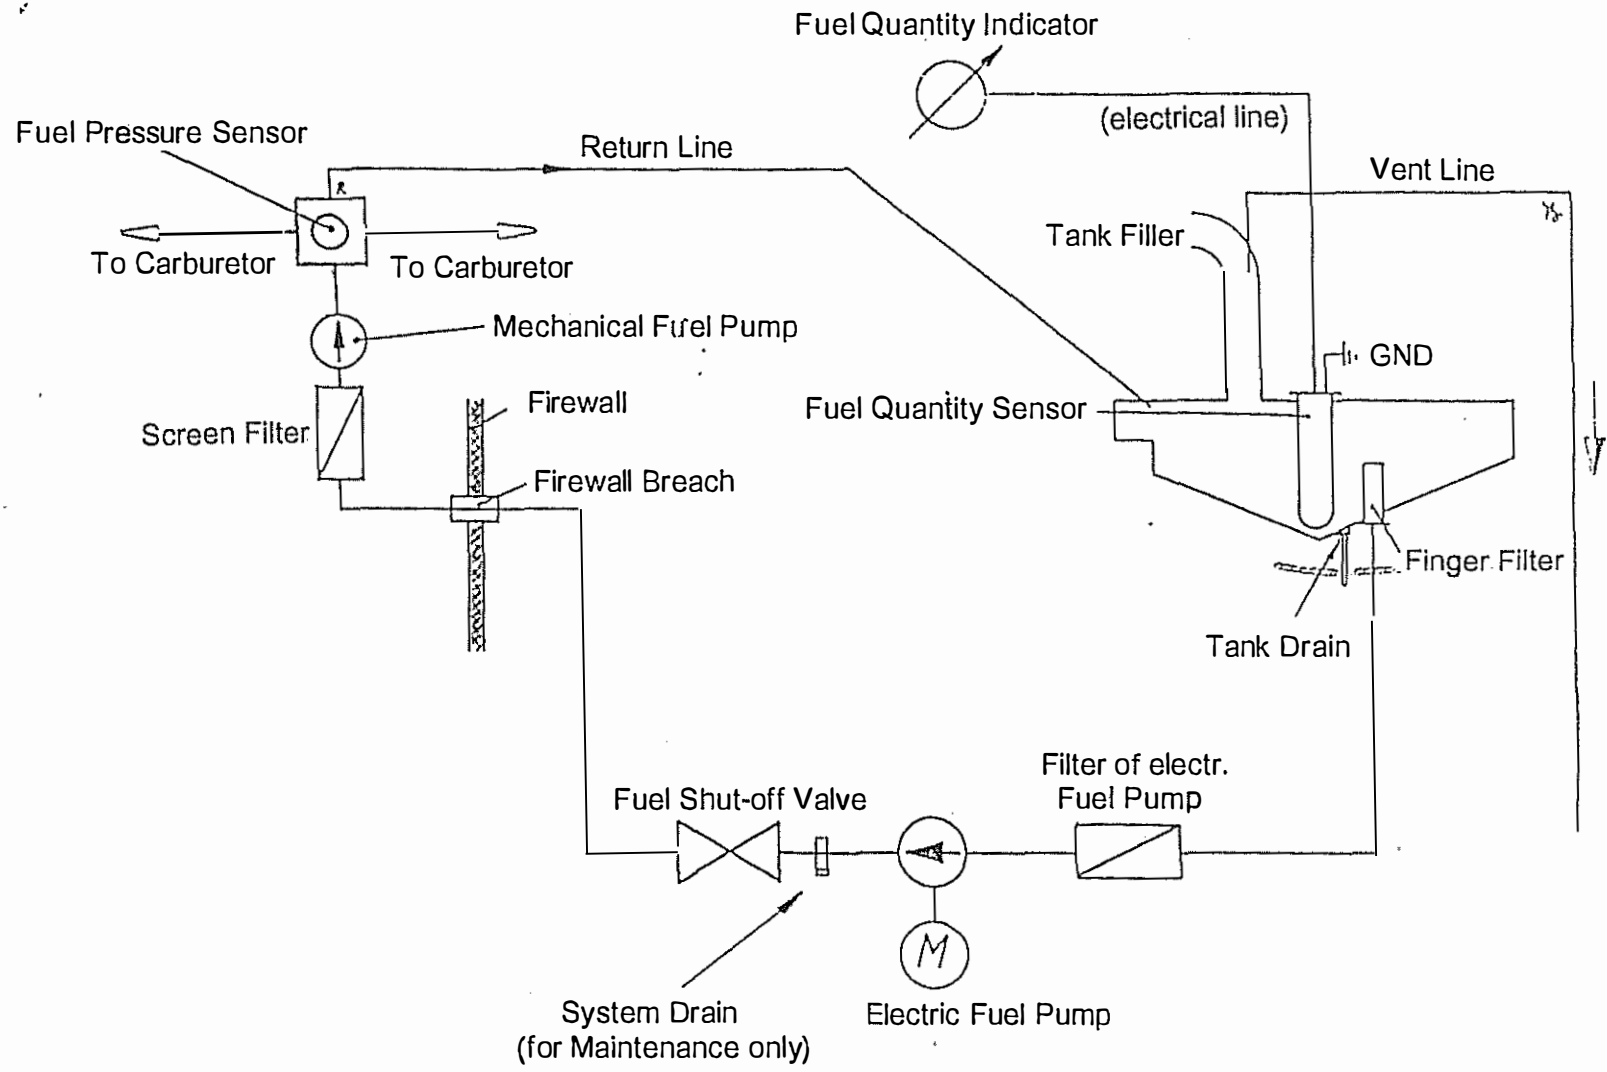 Fuel Quantity Indicator
(electrical line)
Fuel Pressure Sensor
Return Line
Vent Line
R
Tank Filler
To Carburetor
To Carburetor
Mechanical Fuel Pump
GND
Firewall
Fuel Quantity Sensor
Screen Filter
Firewall Breach
Finger Filter
Tank Drain
Filter of electr.
Fuel Pump
Fuel Shut-off Valve
M
System Drain
(for Maintenance only)
Electric Fuel Pump